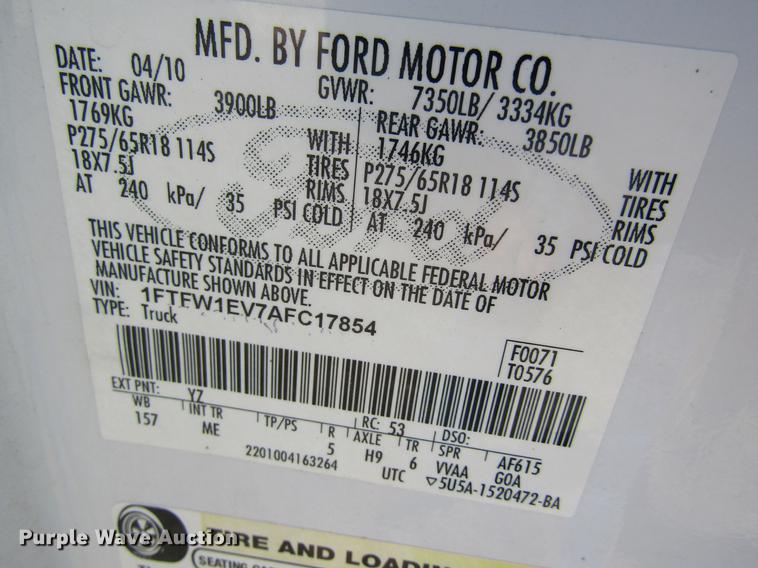 MFD. BY FORD MOTOR CO.
DATE: 04/10 GVWR: 7350LB/ 3334KG
FRONT GAWR: 3900LB REAR GAWR: 3850LB
1769KG 1746KG
P275/65R18 114S WITH TIRES RIMS P275/65R18 114S WITH TIRES RIMS
18X7.5J 18X7.5J
AT 240 kPa/ 35 PSI COLD AT 240 kPa/ 35 PSI COLD
THIS VEHICLE CONFORMS TO ALL APPLICABLE FEDERAL MOTOR
VEHICLE SAFETY STANDARDS IN EFFECT ON THE DATE OF
MANUFACTURE SHOWN ABOVE.
VIN: 1FTFW1EV7AFC17854
TYPE: Truck
F0071
T0576
EXT PNT: YZ RC: 53 DSO:
WB INT TR TP/PS R AXLE TR SPR AF615
157 ME 5 H9 6 VVAA G0A
2201004163264 UTC ▽5U5A-1520472-BA
TIRE AND LOADIN
Purple Wave Auction